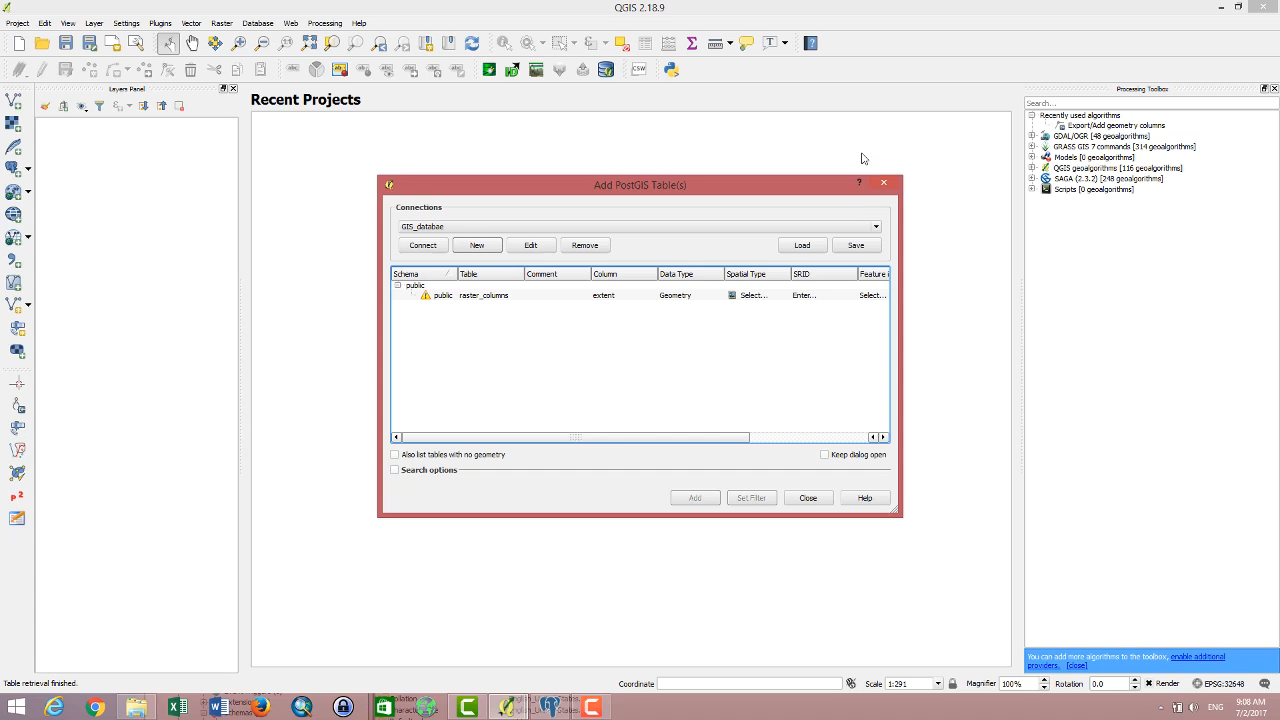 QGIS 2.18.9
Project Edit View Layer Settings Plugins Vector Raster Database Web Processing Help
Layers Panel
Recent Projects
Processing Toolbox
Search...
Recently used algorithms
Export/Add geometry columns
GDAL/OGR [48 geoalgorithms]
GRASS GIS 7 commands [314 geoalgorithms]
Models [0 geoalgorithms]
QGIS geoalgorithms [116 geoalgorithms]
SAGA (2.3.2) [248 geoalgorithms]
Scripts [0 geoalgorithms]
Add PostGIS Table(s)
Connections
GIS_databae
Connect New Edit Remove Load Save
Schema Table Comment Column Data Type Spatial Type SRID Feature i
public
public raster_columns extent Geometry Select... Enter... Select...
Also list tables with no geometry Keep dialog open
Search options
Add Set Filter Close Help
You can add more algorithms to the toolbox, enable additional
providers. [close]
Table retrieval finished. Coordinate Scale 1:291 Magnifier 100% Rotation 0.0 Render EPSG:32648
ENG
9:08 AM
7/2/2017